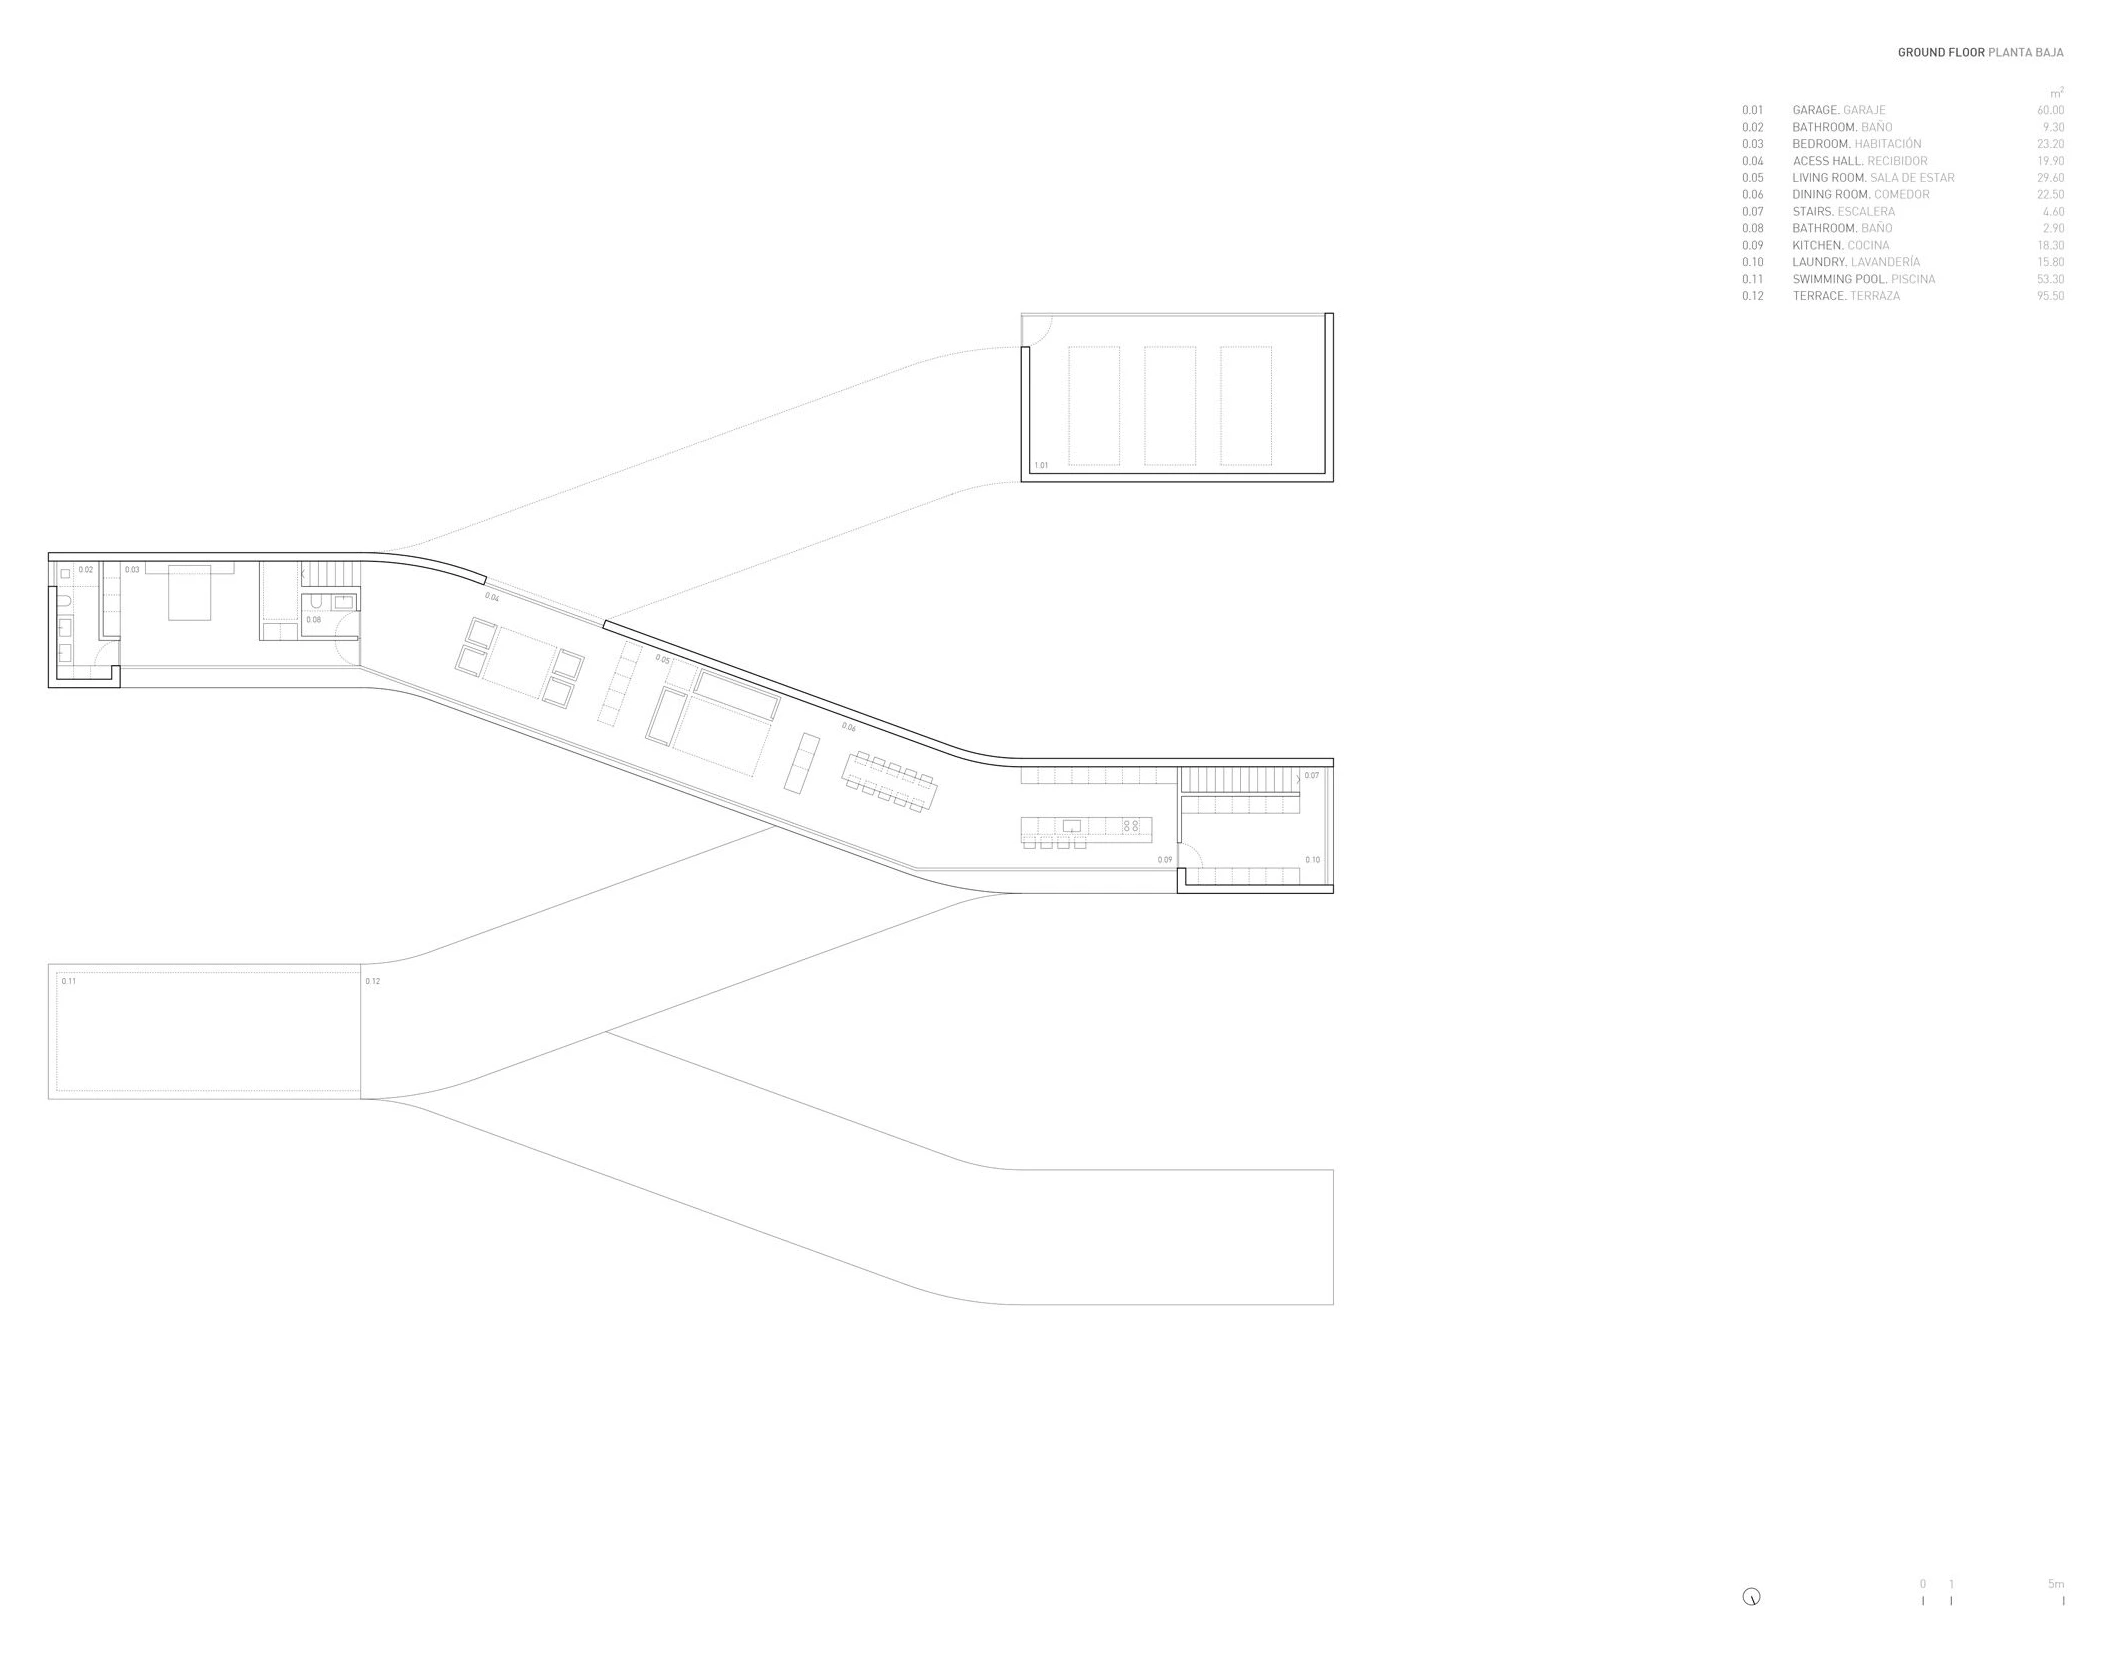 GROUND FLOOR PLANTA BAJA
m²
0.01 GARAGE. GARAJE 60.00
0.02 BATHROOM. BAÑO 9.30
0.03 BEDROOM. HABITACIÓN 23.20
0.04 ACESS HALL. RECIBIDOR 19.90
0.05 LIVING ROOM. SALA DE ESTAR 29.60
0.06 DINING ROOM. COMEDOR 22.50
0.07 STAIRS. ESCALERA 4.60
0.08 BATHROOM. BAÑO 2.90
0.09 KITCHEN. COCINA 18.30
0.10 LAUNDRY. LAVANDERÍA 15.80
0.11 SWIMMING POOL. PISCINA 53.30
0.12 TERRACE. TERRAZA 95.50
1.01
0.02
0.03
0.04
0.08
0.05
0.06
0.07
0.09
0.10
0.11
0.12
0 1 5m